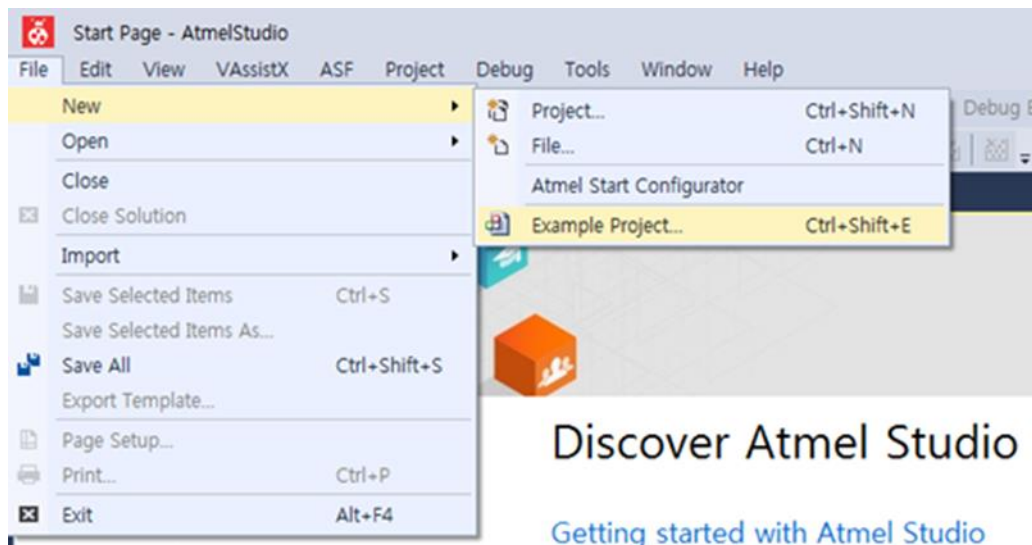 Start Page - AtmelStudio
File Edit View VAssistX ASF Project Debug Tools Window Help
New
Open
Close
Close Solution
Import
Save Selected Items Ctrl+S
Save Selected Items As...
Save All Ctrl+Shift+S
Export Template...
Page Setup...
Print... Ctrl+P
Exit Alt+F4
Project... Ctrl+Shift+N
File... Ctrl+N
Atmel Start Configurator
Example Project... Ctrl+Shift+E
Debug
Discover Atmel Studio
Getting started with Atmel Studio